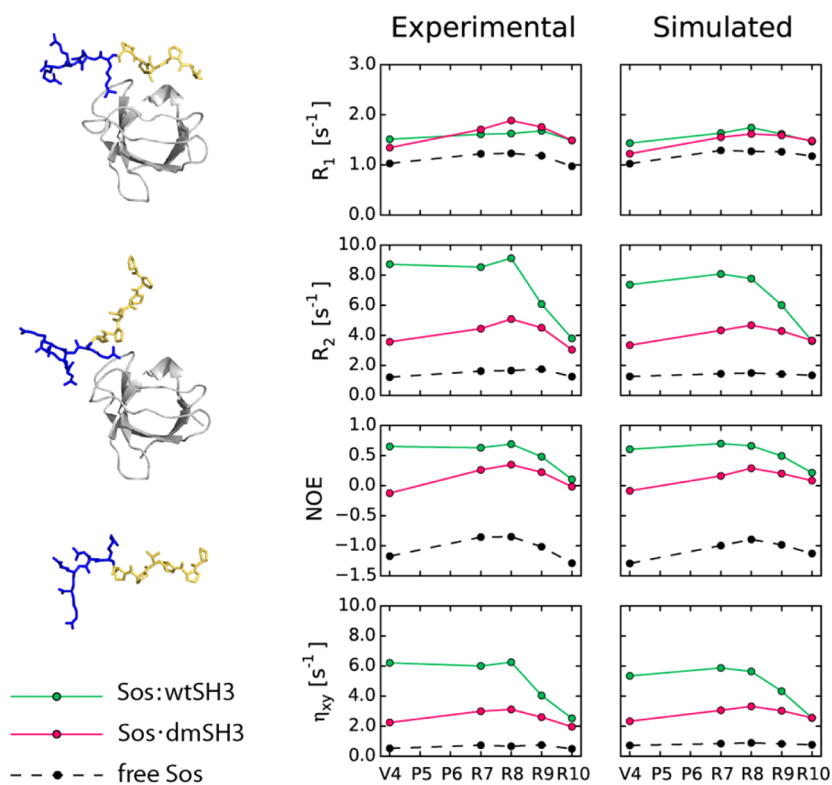 Experimental Simulated
3.0
2.0
1.0
0.0
R1 [s-1]
10.0
8.0
6.0
4.0
2.0
0.0
R2 [s-1]
1.0
0.5
0.0
−0.5
−1.0
−1.5
NOE
10.0
8.0
6.0
4.0
2.0
0.0
ηxy [s-1]
V4 P5 P6 R7 R8 R9 R10 V4 P5 P6 R7 R8 R9 R10
Sos:wtSH3
Sos·dmSH3
free Sos